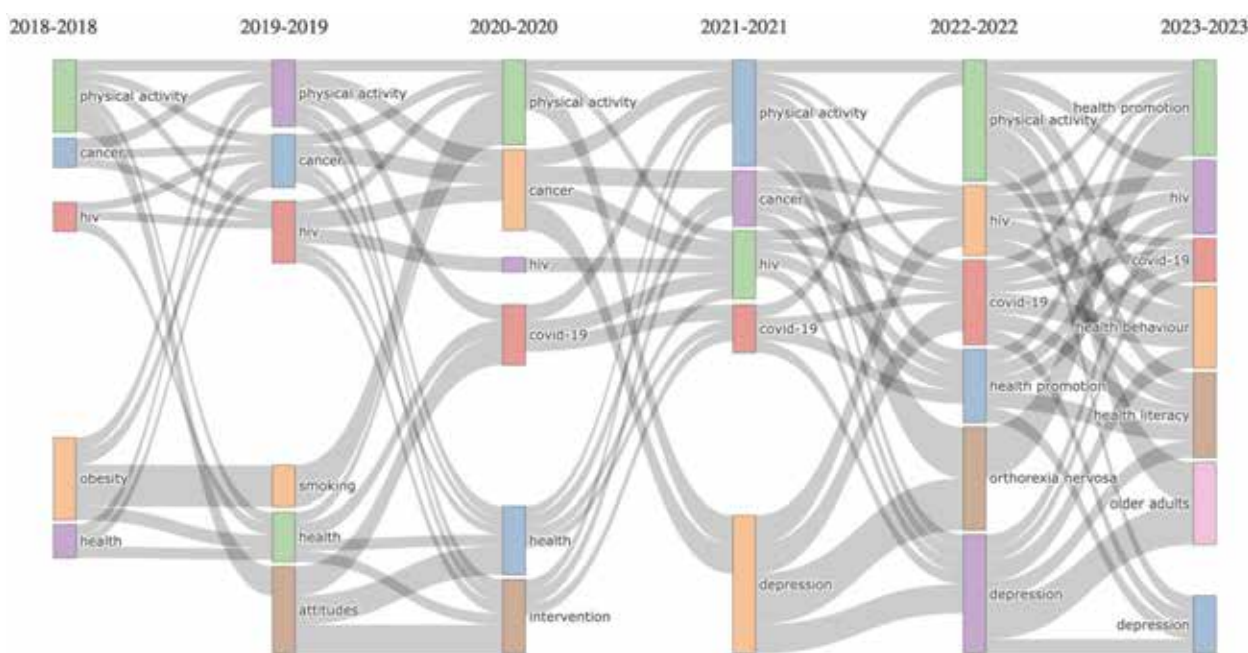 2018-2018 2019-2019 2020-2020 2021-2021 2022-2022 2023-2023
physical activity
cancer
hiv
obesity
health
physical activity
cancer
hiv
smoking
health
attitudes
physical activity
cancer
hiv
covid-19
health
intervention
physical activity
cancer
hiv
covid-19
depression
physical activity
hiv
covid-19
health promotion
orthorexia nervosa
depression
health promotion
hiv
covid-19
health behaviour
health literacy
older adults
depression